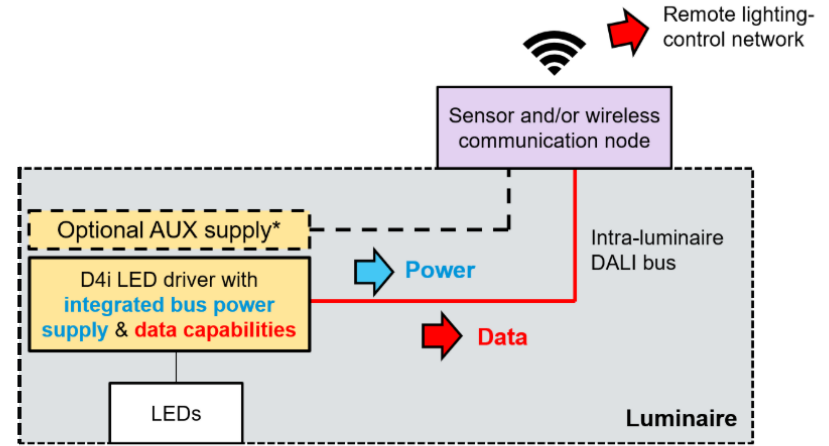 Remote lighting-
control network
Sensor and/or wireless
communication node
Optional AUX supply*
D4i LED driver with
integrated bus power
supply & data capabilities
Power
Data
Intra-luminaire
DALI bus
LEDs
Luminaire